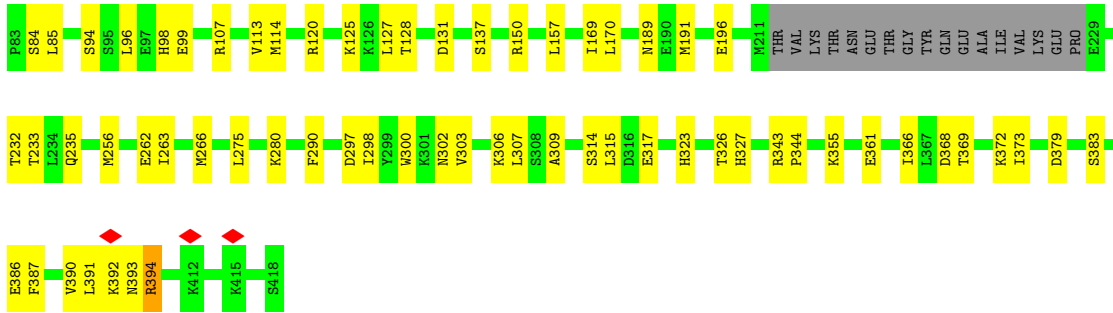 P83 S84 L85 S94 S95 L96 E97 H98 E99 R107 V113 M114 R120 K125 K126 L127 T128 D131 S137 R150 L157 I169 L170 N189 E190 M191 E196 M211 THR VAL LYS THR ASN GLU THR GLY TYR GLN GLU ALA ILE VAL LYS GLU PRO E229
T232 T233 L234 Q235 M256 E262 I263 M266 L275 K280 F290 D297 I298 Y299 W300 K301 N302 V303 K306 L307 S308 A309 S314 L315 D316 E317 H323 T326 H327 R343 P344 K355 E361 I366 L367 D368 T369 K372 L373 D379 S383
E386 F387 V390 L391 K392 N393 R394 K412 K415 S418